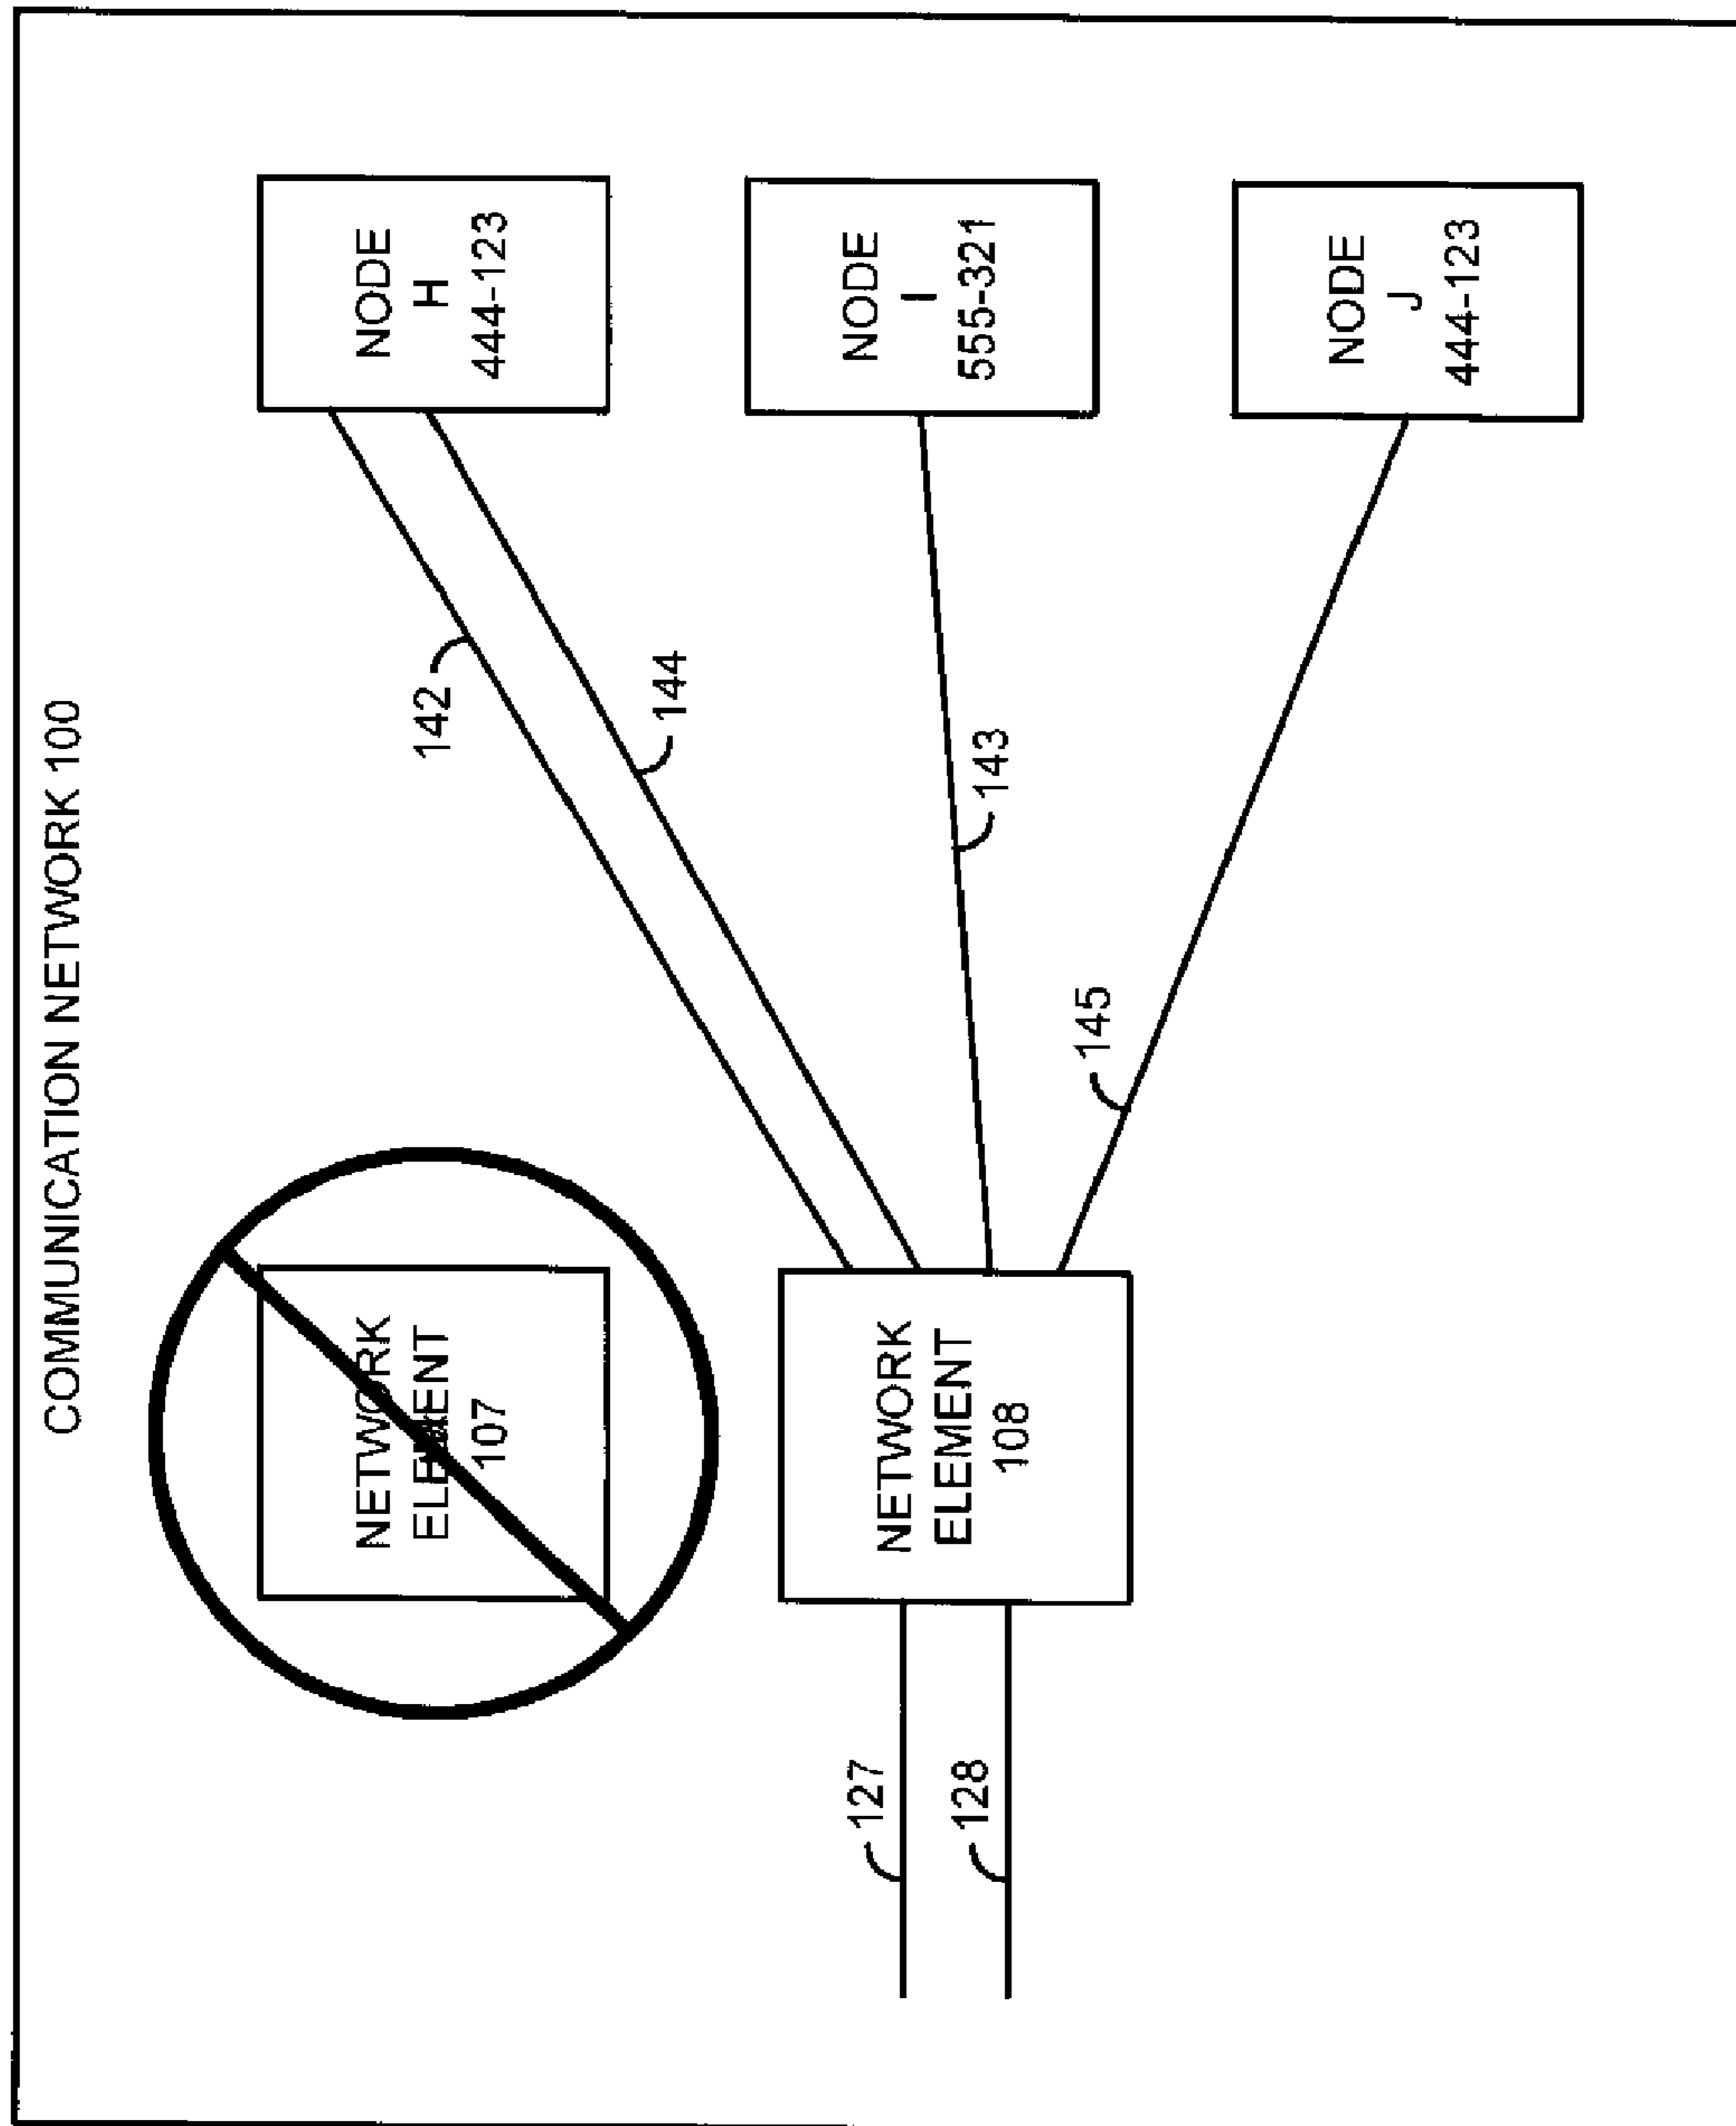 COMMUNICATION NETWORK 100
NETWORK
ELEMENT
107
142
144
NODE
H
444-123
127
128
NETWORK
ELEMENT
108
143
145
NODE
I
555-321
NODE
J
444-123